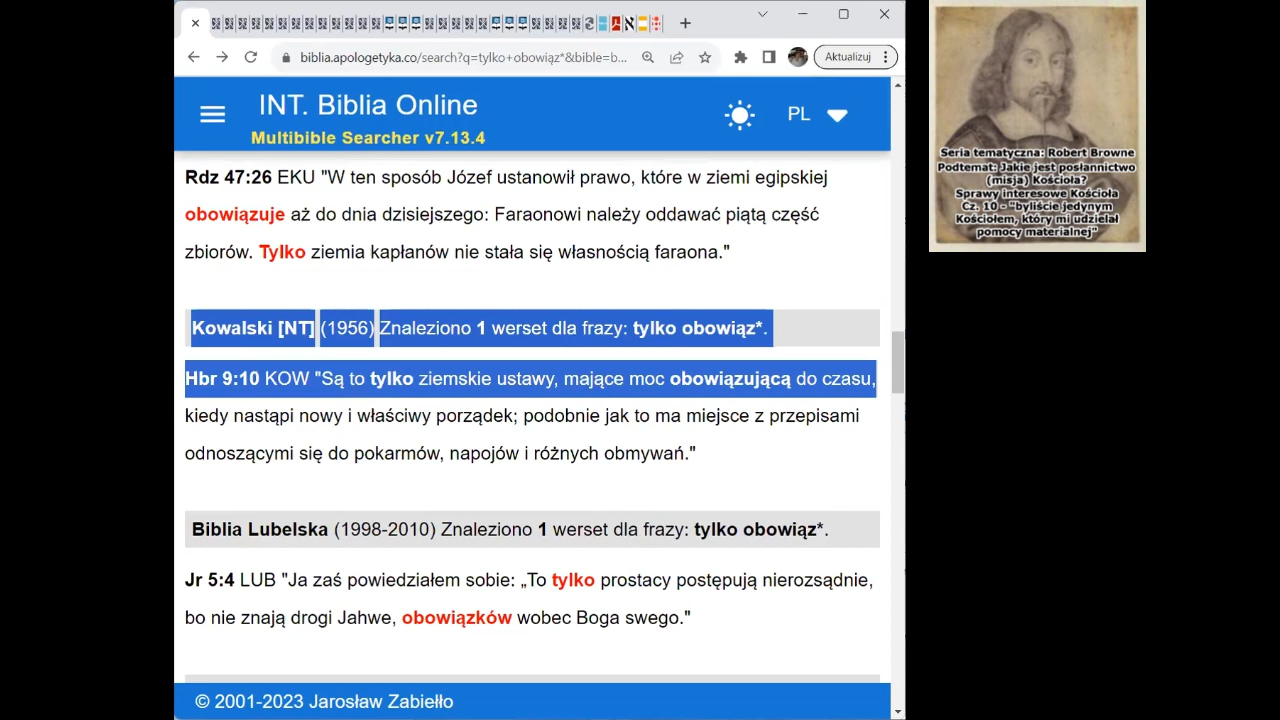 biblia.apologetyka.co/search?q=tylko+obowiąz*&bible=b...
Aktualizuj
INT. Biblia Online
Multibible Searcher v7.13.4
PL
Rdz 47:26 EKU "W ten sposób Józef ustanowił prawo, które w ziemi egipskiej
obowiązuje aż do dnia dzisiejszego: Faraonowi należy oddawać piątą część
zbiorów. Tylko ziemia kapłanów nie stała się własnością faraona."
Kowalski [NT] (1956) Znaleziono 1 werset dla frazy: tylko obowiąz*.
Hbr 9:10 KOW "Są to tylko ziemskie ustawy, mające moc obowiązującą do czasu,
kiedy nastąpi nowy i właściwy porządek; podobnie jak to ma miejsce z przepisami
odnoszącymi się do pokarmów, napojów i różnych obmywań."
Biblia Lubelska (1998-2010) Znaleziono 1 werset dla frazy: tylko obowiąz*.
Jr 5:4 LUB "Ja zaś powiedziałem sobie: „To tylko prostacy postępują nierozsądnie,
bo nie znają drogi Jahwe, obowiązków wobec Boga swego."
© 2001-2023 Jarosław Zabiełło
Seria tematyczna: Robert Browne
Podtemat: Jakie jest posłannictwo
(misja) Kościoła?
Sprawy interesowe Kościoła
Cz. 10 - "byliście jedynym
Kościołem, który mi udzielał
pomocy materialnej"